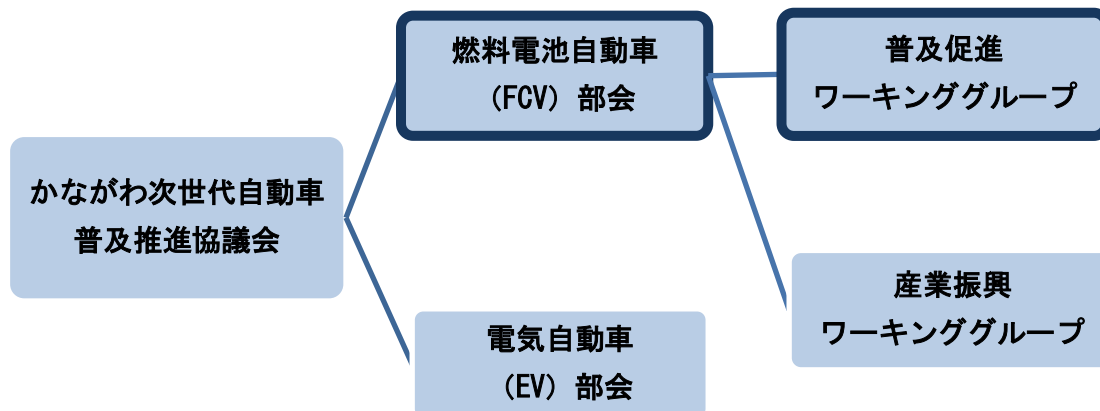 燃料電池自動車
（FCV）部会
普及促進
ワーキンググループ
かながわ次世代自動車
普及推進協議会
産業振興
ワーキンググループ
電気自動車
（EV）部会